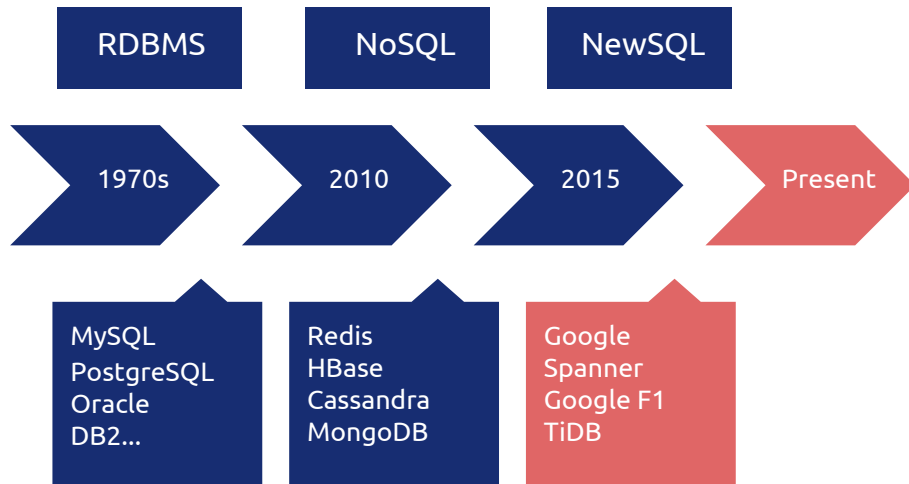 RDBMS
NoSQL
NewSQL
1970s
2010
2015
Present
MySQL
PostgreSQL
Oracle
DB2...
Redis
HBase
Cassandra
MongoDB
Google
Spanner
Google F1
TiDB